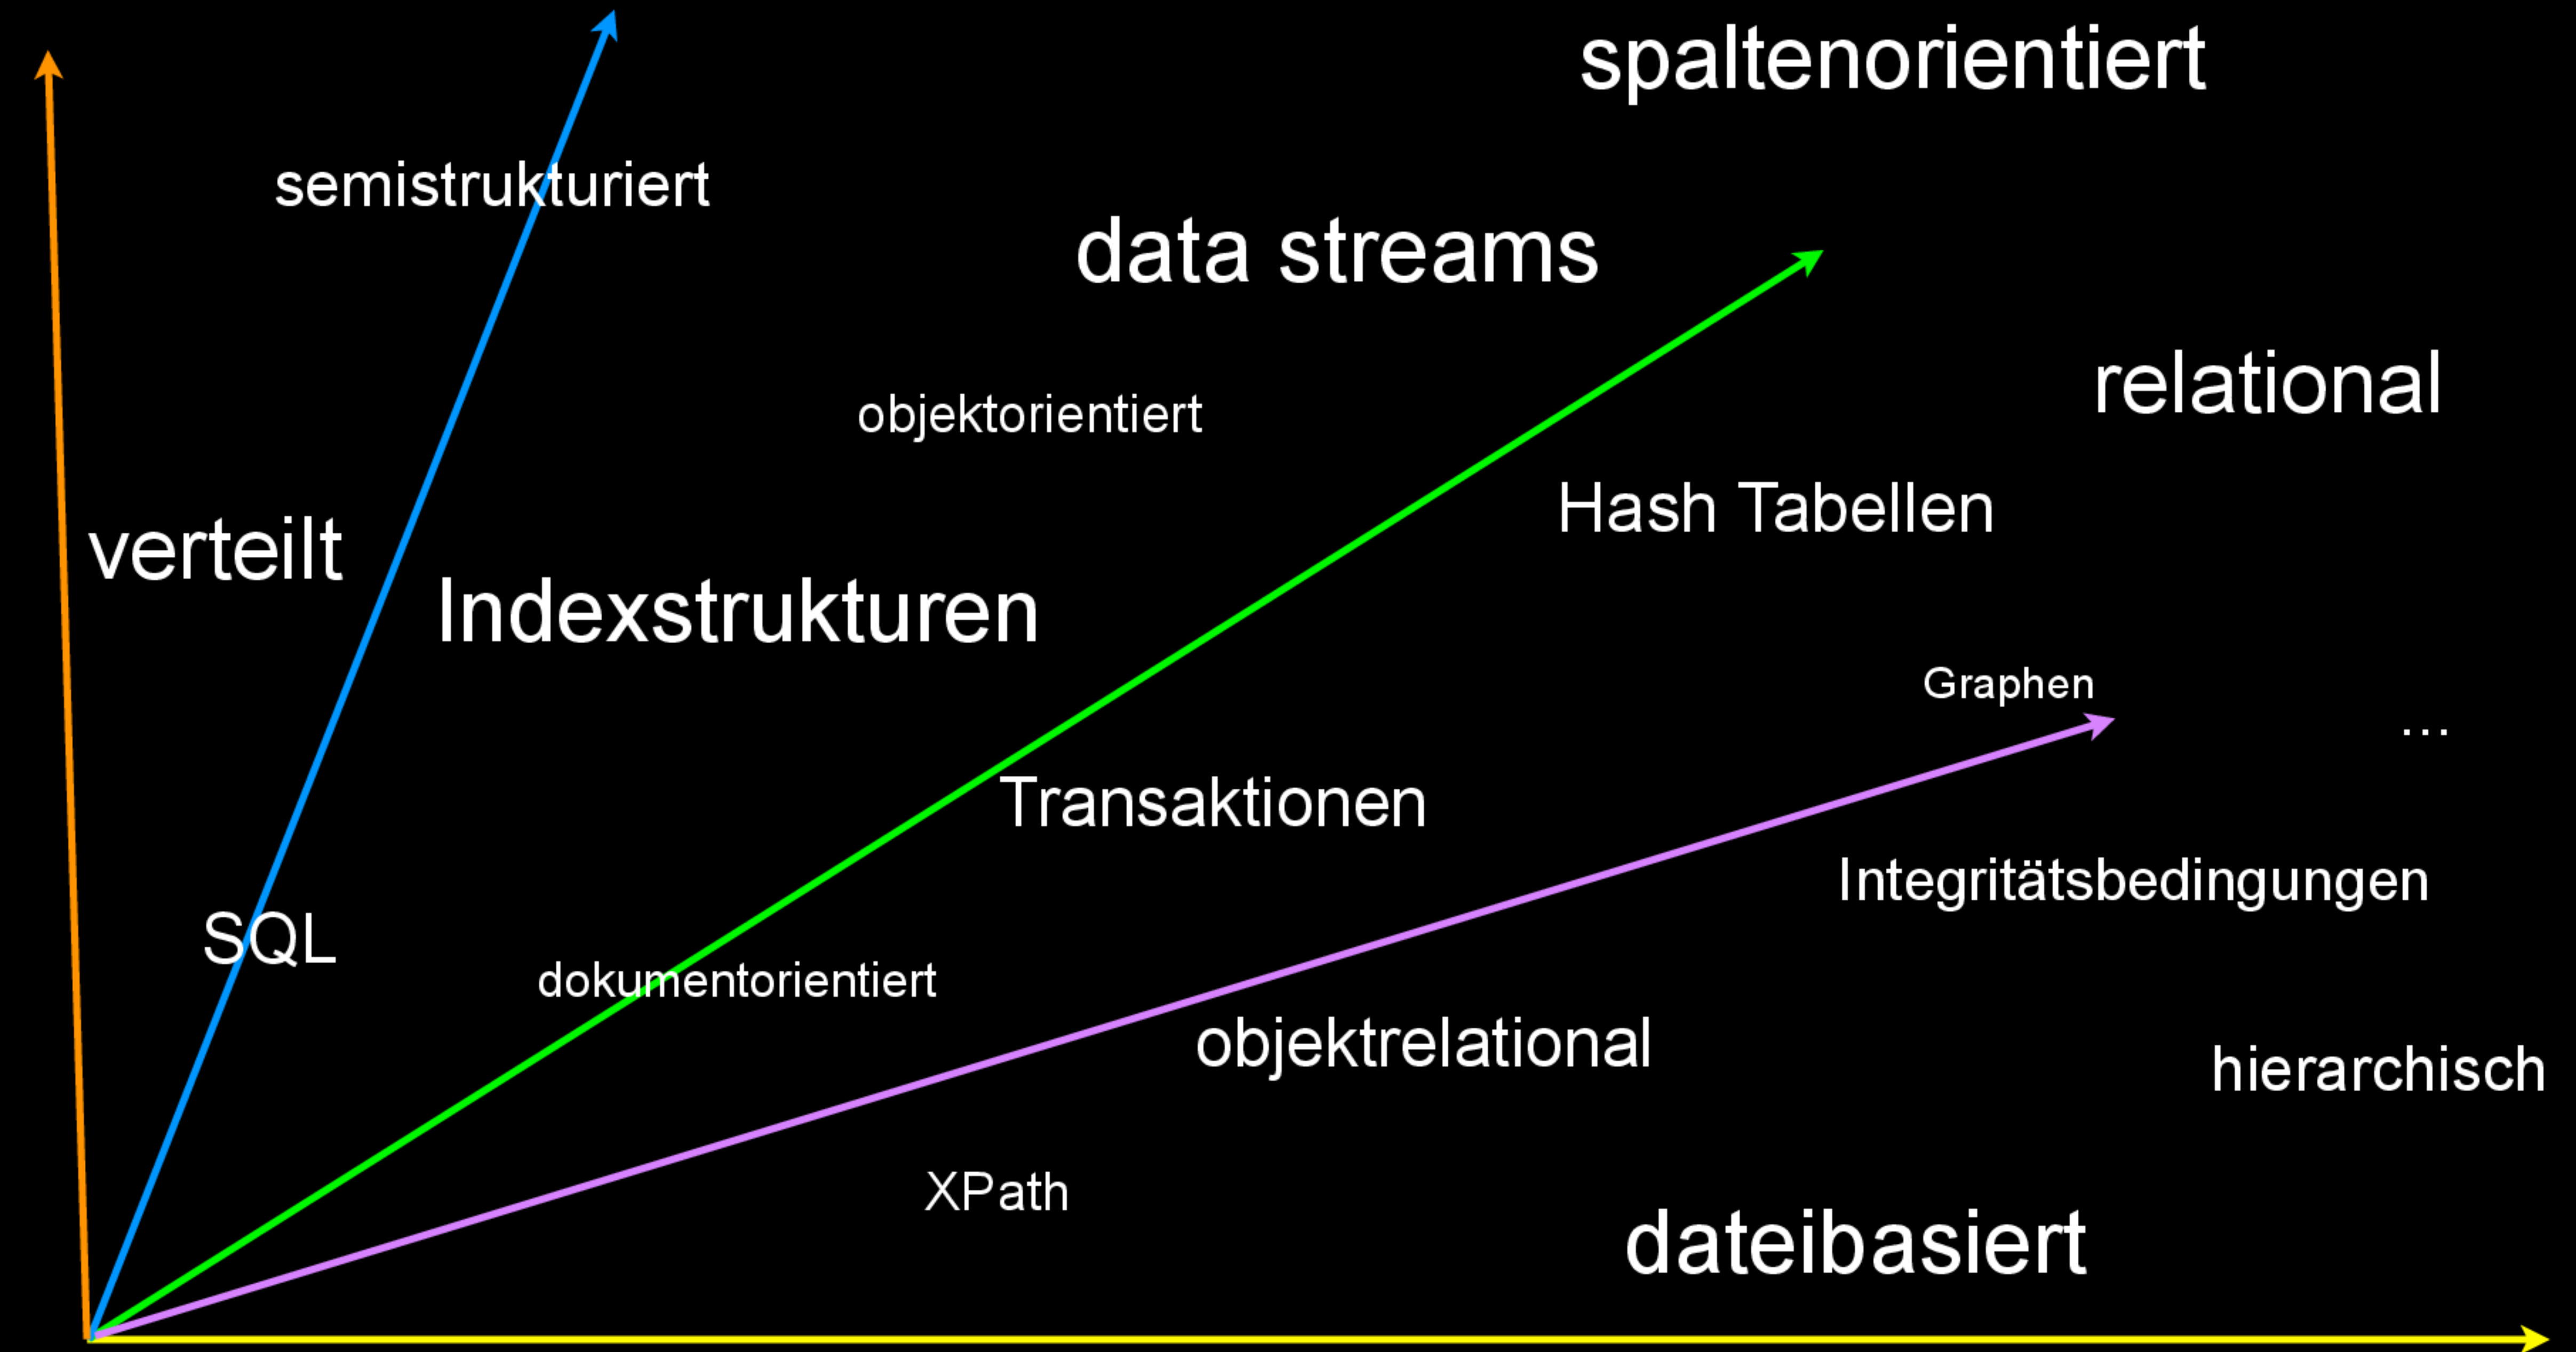 spaltenorientiert
semistrukturiert
data streams
relational
objektorientiert
Hash Tabellen
verteilt
Indexstrukturen
Graphen
...
Transaktionen
Integritätsbedingungen
SQL
dokumentorientiert
objektrelational
hierarchisch
XPath
dateibasiert